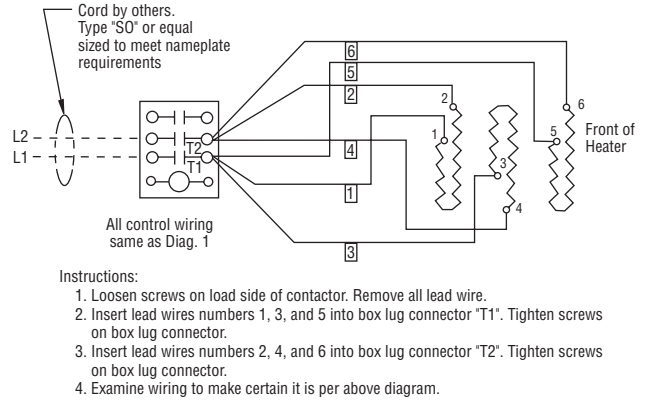 Cord by others.
Type "SO" or equal
sized to meet nameplate
requirements
6
5
2
4
1
3
L2
L1
T2
T1
2
1
3
4
5
6
Front of
Heater
All control wiring
same as Diag. 1
Instructions:
1. Loosen screws on load side of contactor. Remove all lead wire.
2. Insert lead wires numbers 1, 3, and 5 into box lug connector "T1". Tighten screws
on box lug connector.
3. Insert lead wires numbers 2, 4, and 6 into box lug connector "T2". Tighten screws
on box lug connector.
4. Examine wiring to make certain it is per above diagram.